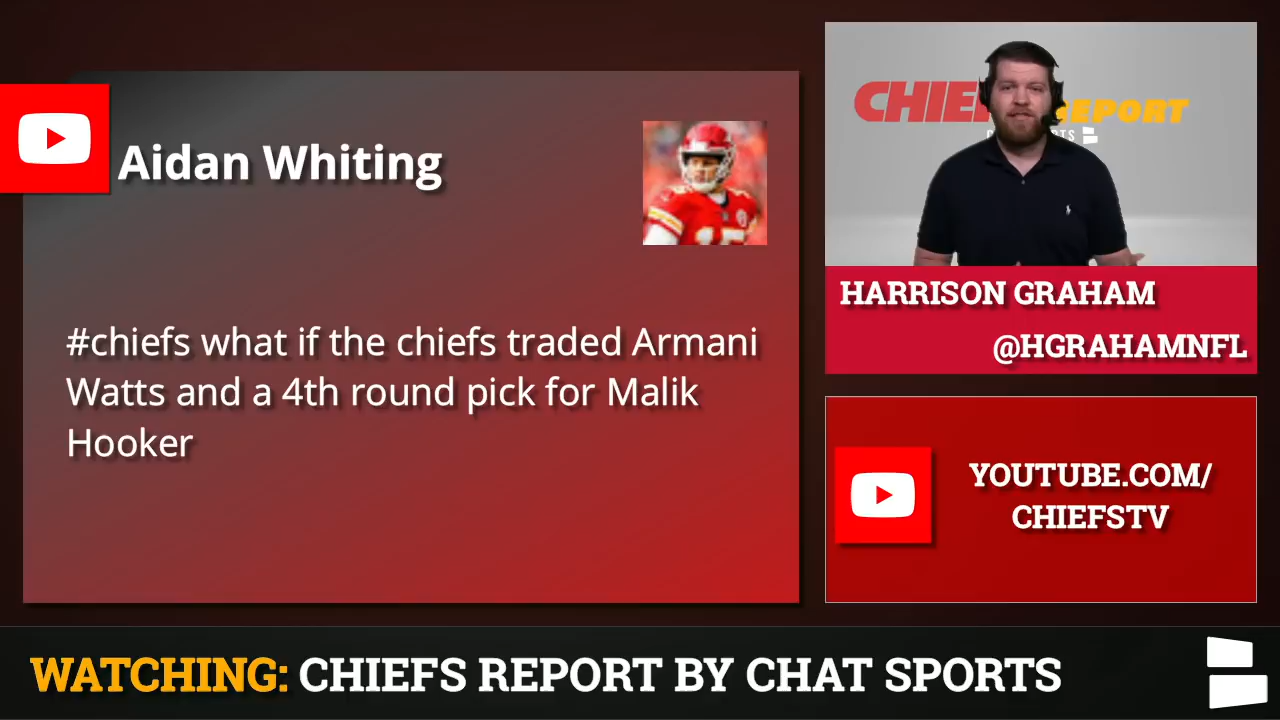 Aidan Whiting
#chiefs what if the chiefs traded Armani
Watts and a 4th round pick for Malik
Hooker
HARRISON GRAHAM
@HGRAHAMNFL
YOUTUBE.COM/
CHIEFSTV
WATCHING: CHIEFS REPORT BY CHAT SPORTS